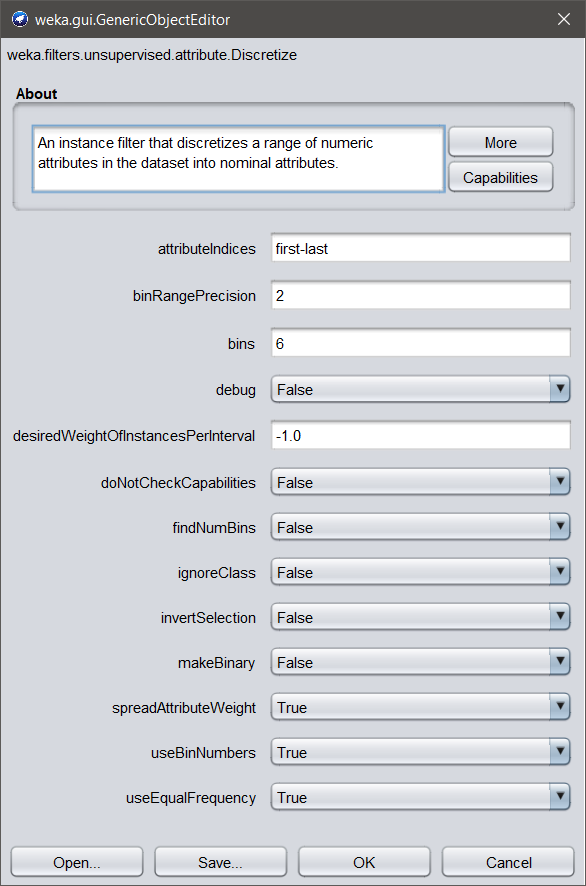 weka.gui.GenericObjectEditor
weka.filters.unsupervised.attribute.Discretize
About
An instance filter that discretizes a range of numeric
attributes in the dataset into nominal attributes.
More
Capabilities
attributeIndices first-last
binRangePrecision 2
bins 6
debug False
desiredWeightOfInstancesPerInterval -1.0
doNotCheckCapabilities False
findNumBins False
ignoreClass False
invertSelection False
makeBinary False
spreadAttributeWeight True
useBinNumbers True
useEqualFrequency True
Open... Save... OK Cancel